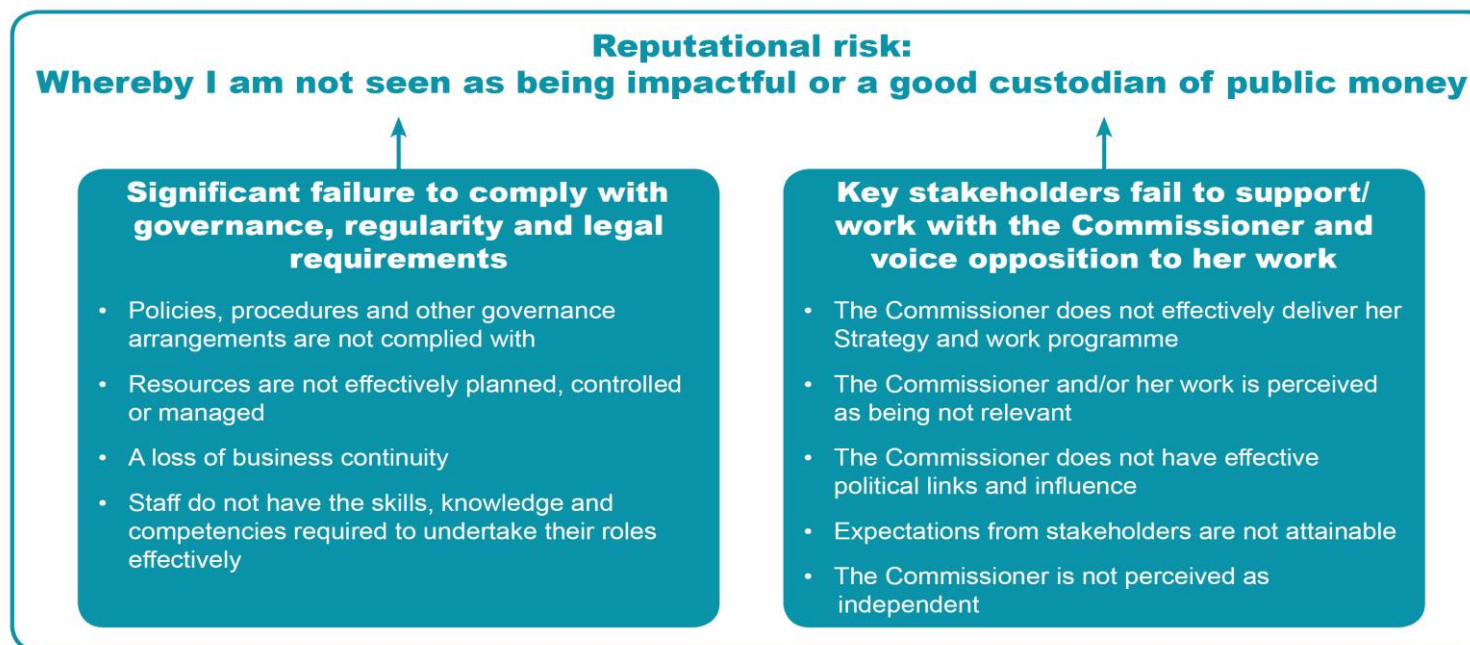 Reputational risk:
Whereby I am not seen as being impactful or a good custodian of public money
Significant failure to comply with
governance, regularity and legal
requirements
• Policies, procedures and other governance
arrangements are not complied with
• Resources are not effectively planned, controlled
or managed
• A loss of business continuity
• Staff do not have the skills, knowledge and
competencies required to undertake their roles
effectively
Key stakeholders fail to support/
work with the Commissioner and
voice opposition to her work
• The Commissioner does not effectively deliver her
Strategy and work programme
• The Commissioner and/or her work is perceived
as being not relevant
• The Commissioner does not have effective
political links and influence
• Expectations from stakeholders are not attainable
• The Commissioner is not perceived as
independent